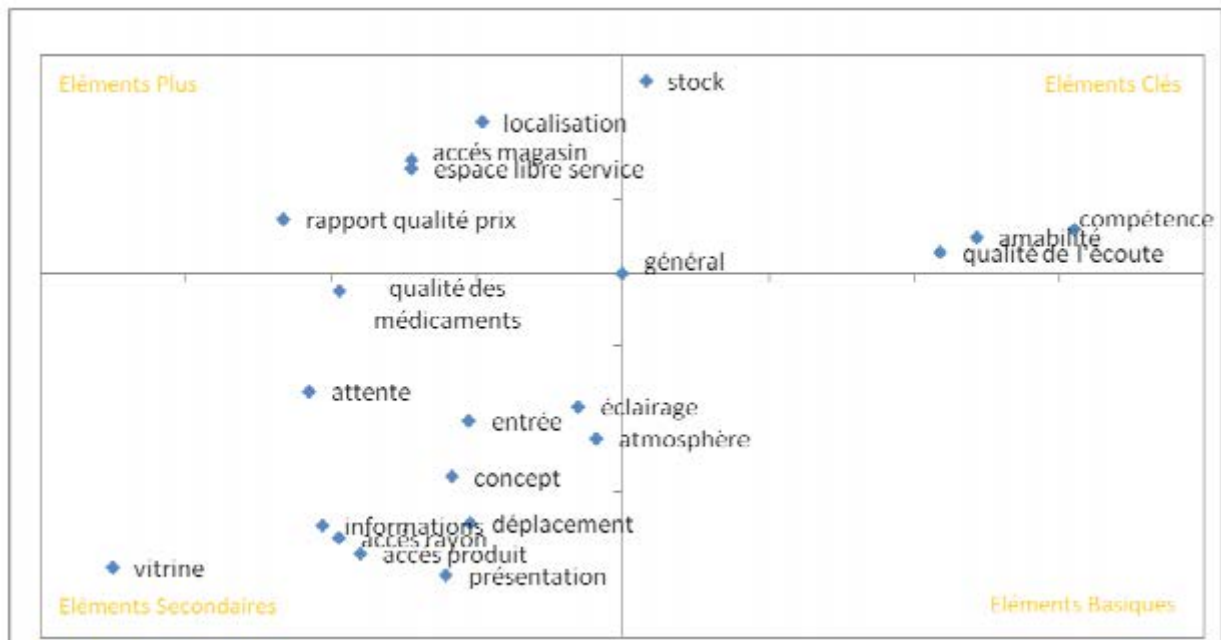 Eléments Plus
stock
Eléments Clés
localisation
accés magasin
espace libre service
rapport qualité prix
compétence
amabilité
qualité de l'écoute
général
qualité des
médicaments
attente
éclairage
entrée
atmosphère
concept
informations
déplacement
accés rayon
accès produit
vitrine
présentation
Eléments Secondaires
Eléments Basiques